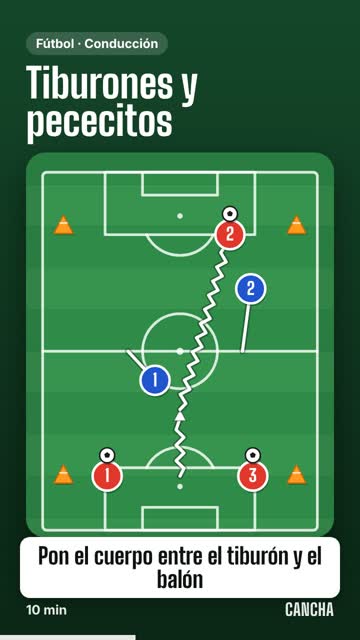 Fútbol · Conducción
Tiburones y
pececitos
2
2
1
1
3
Pon el cuerpo entre el tiburón y el
balón
10 min
CANCHA